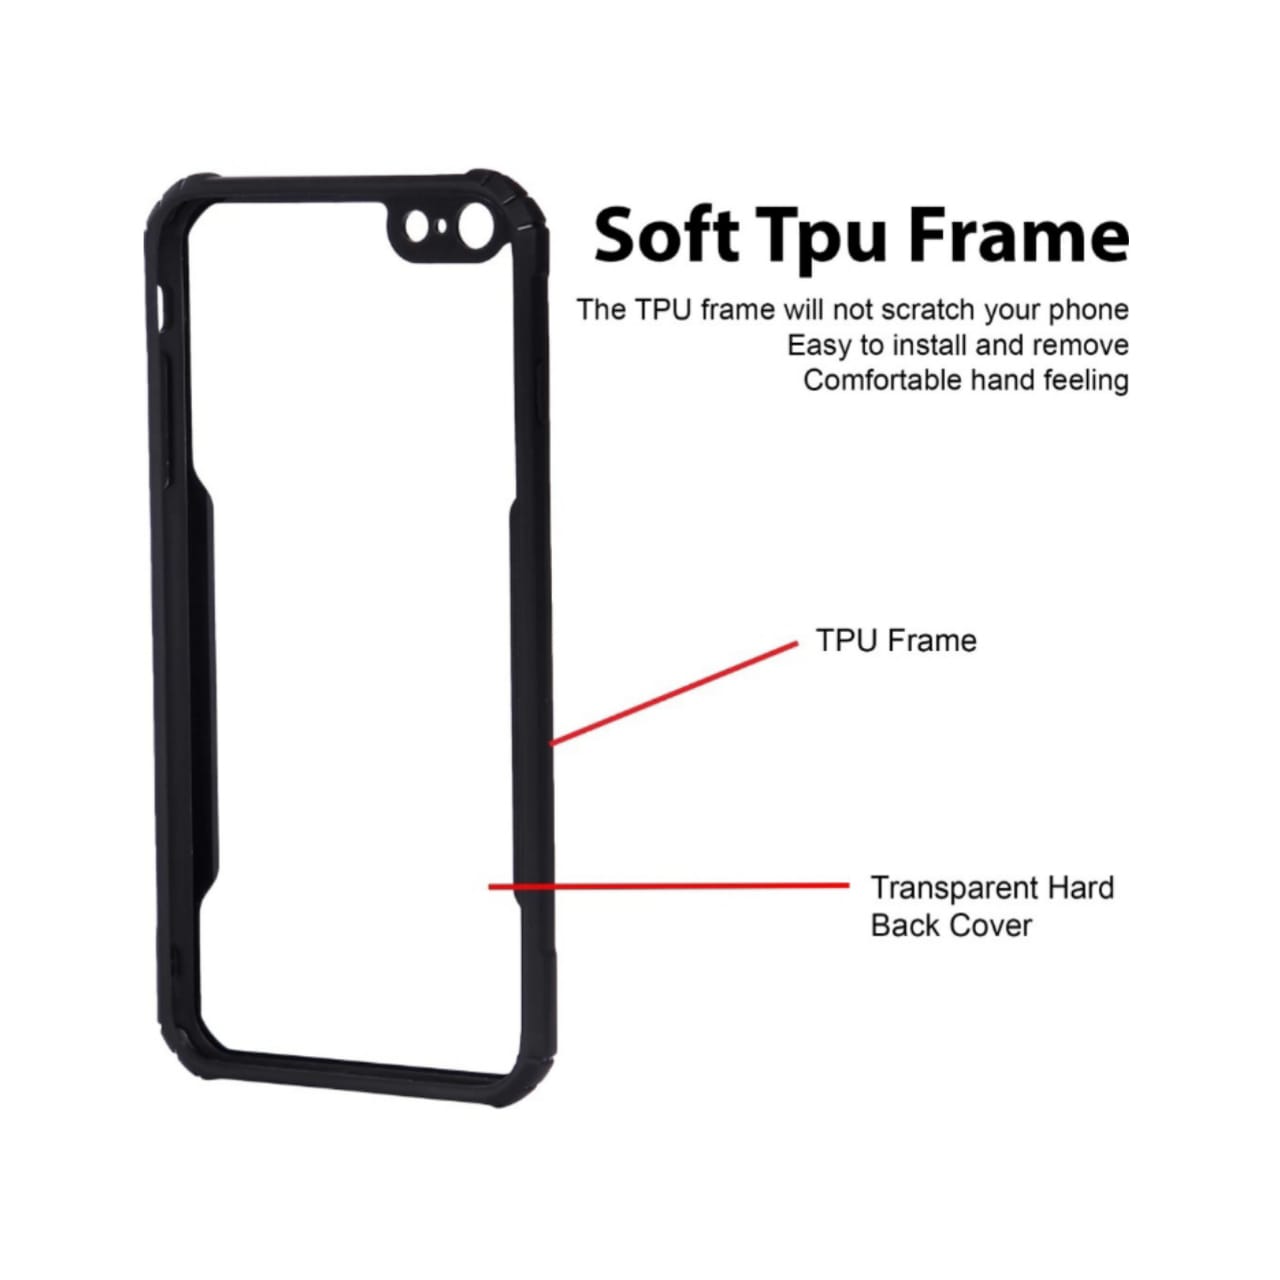 Soft Tpu Frame
The TPU frame will not scratch your phone
Easy to install and remove
Comfortable hand feeling
TPU Frame
Transparent Hard
Back Cover